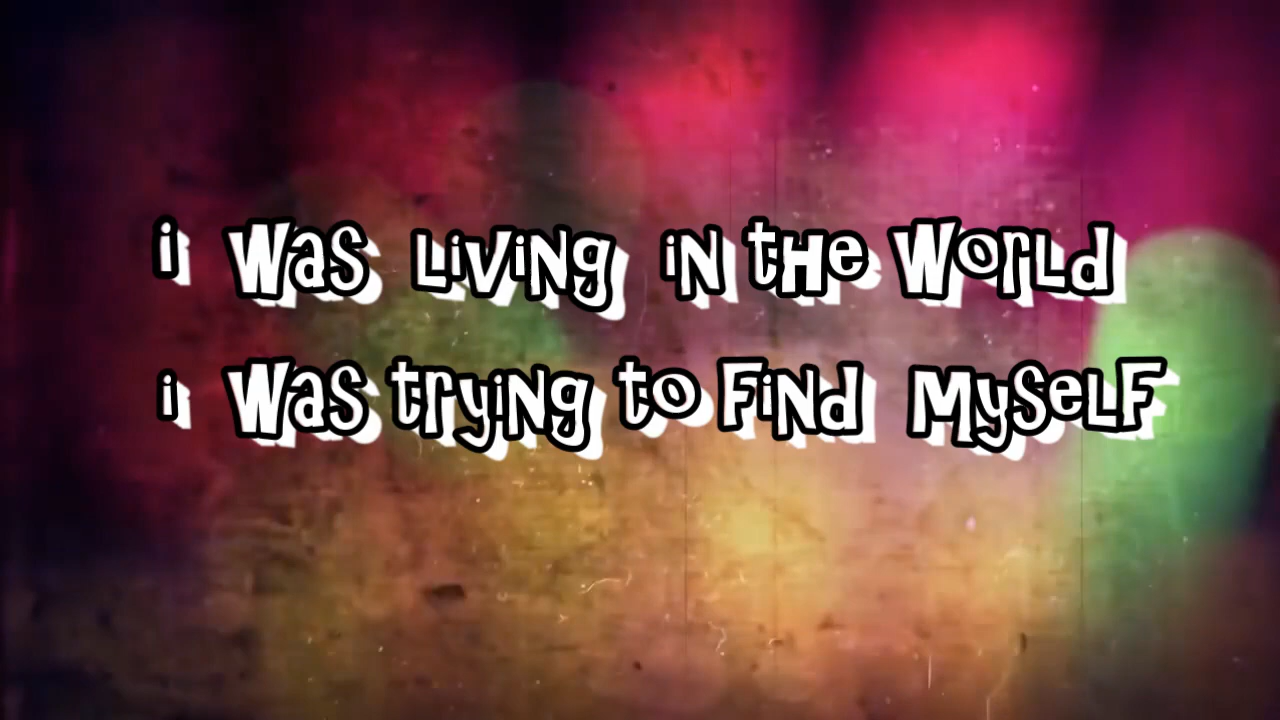 i was living in the world
i was trying to find myself